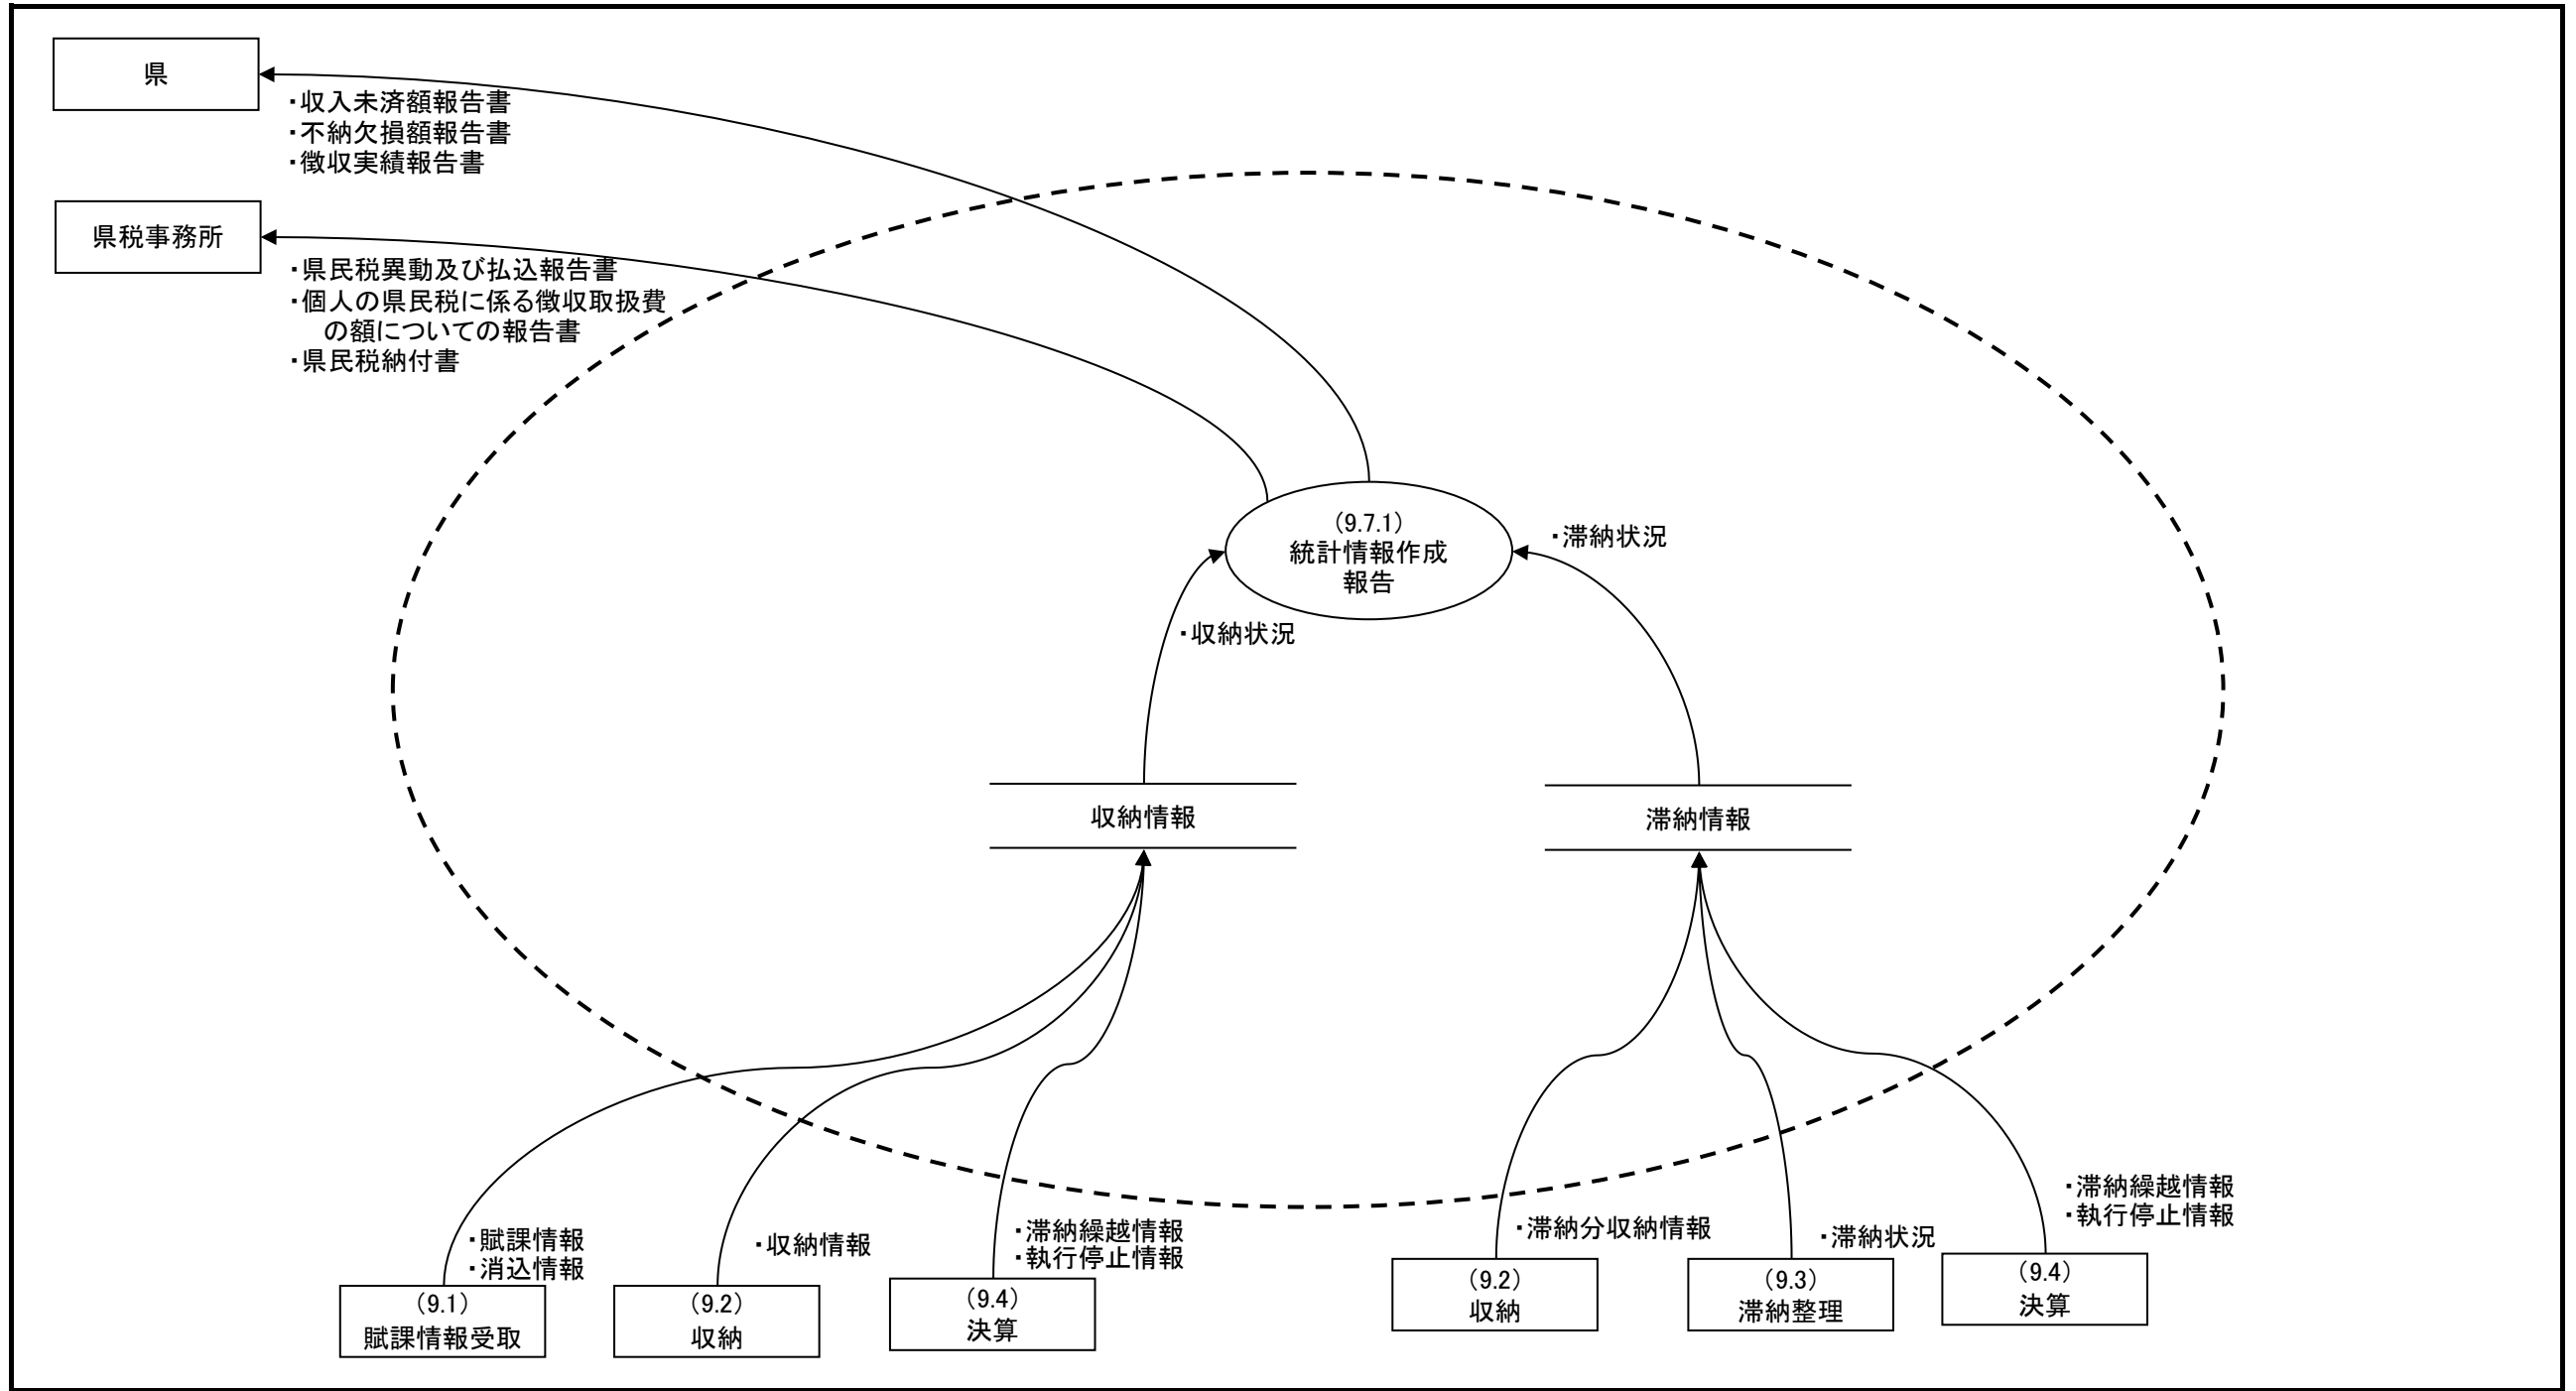 県
・収入未済額報告書
・不納欠損額報告書
・徴収実績報告書
県税事務所
・県民税異動及び払込報告書
・個人の県民税に係る徴収取扱費
の額についての報告書
・県民税納付書
（9.7.1）
統計情報作成
報告
・滞納状況
・収納状況
収納情報
滞納情報
・賦課情報
・消込情報
・収納情報
・滞納繰越情報
・執行停止情報
・滞納分収納情報
・滞納状況
・滞納繰越情報
・執行停止情報
（9.1）
賦課情報受取
（9.2）
収納
（9.4）
決算
（9.2）
収納
（9.3）
滞納整理
（9.4）
決算